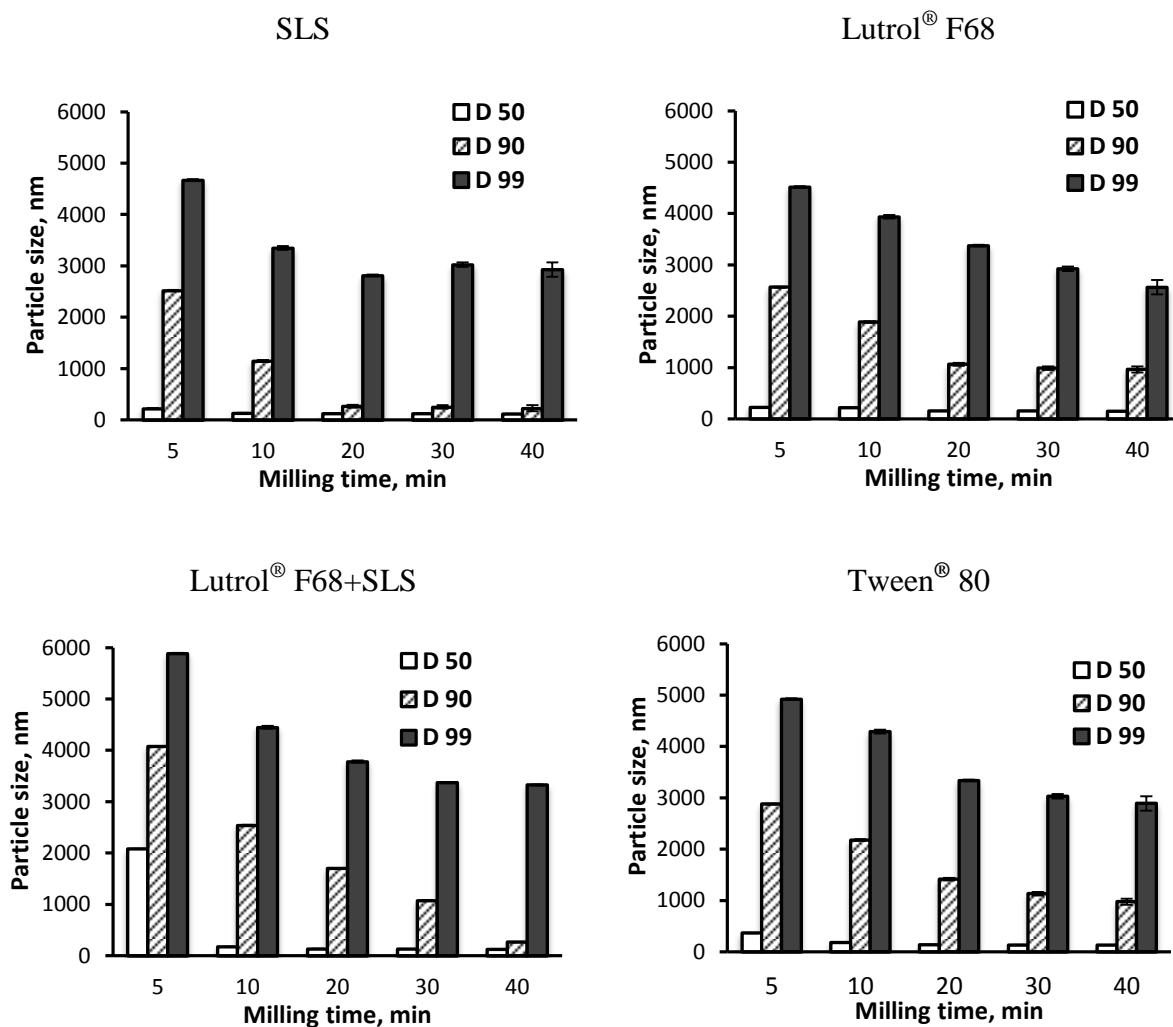 SLS
6000
5000
4000
3000
2000
1000
0
Particle size, nm
D 50
D 90
D 99
5 10 20 30 40
Milling time, min
Lutrol® F68
6000
5000
4000
3000
2000
1000
0
Particle size, nm
D 50
D 90
D 99
5 10 20 30 40
Milling time, min
Lutrol® F68+SLS
6000
5000
4000
3000
2000
1000
0
Particle size, nm
D 50
D 90
D 99
5 10 20 30 40
Milling time, min
Tween® 80
6000
5000
4000
3000
2000
1000
0
Particle size, nm
D 50
D 90
D 99
5 10 20 30 40
Milling time, min